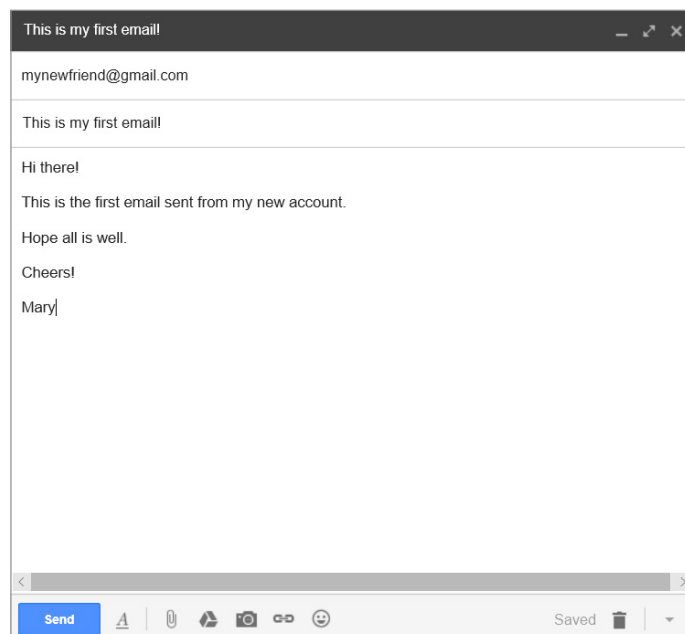 This is my first email!
mynewfriend@gmail.com
This is my first email!
Hi there!
This is the first email sent from my new account.
Hope all is well.
Cheers!
Mary
Send A Saved